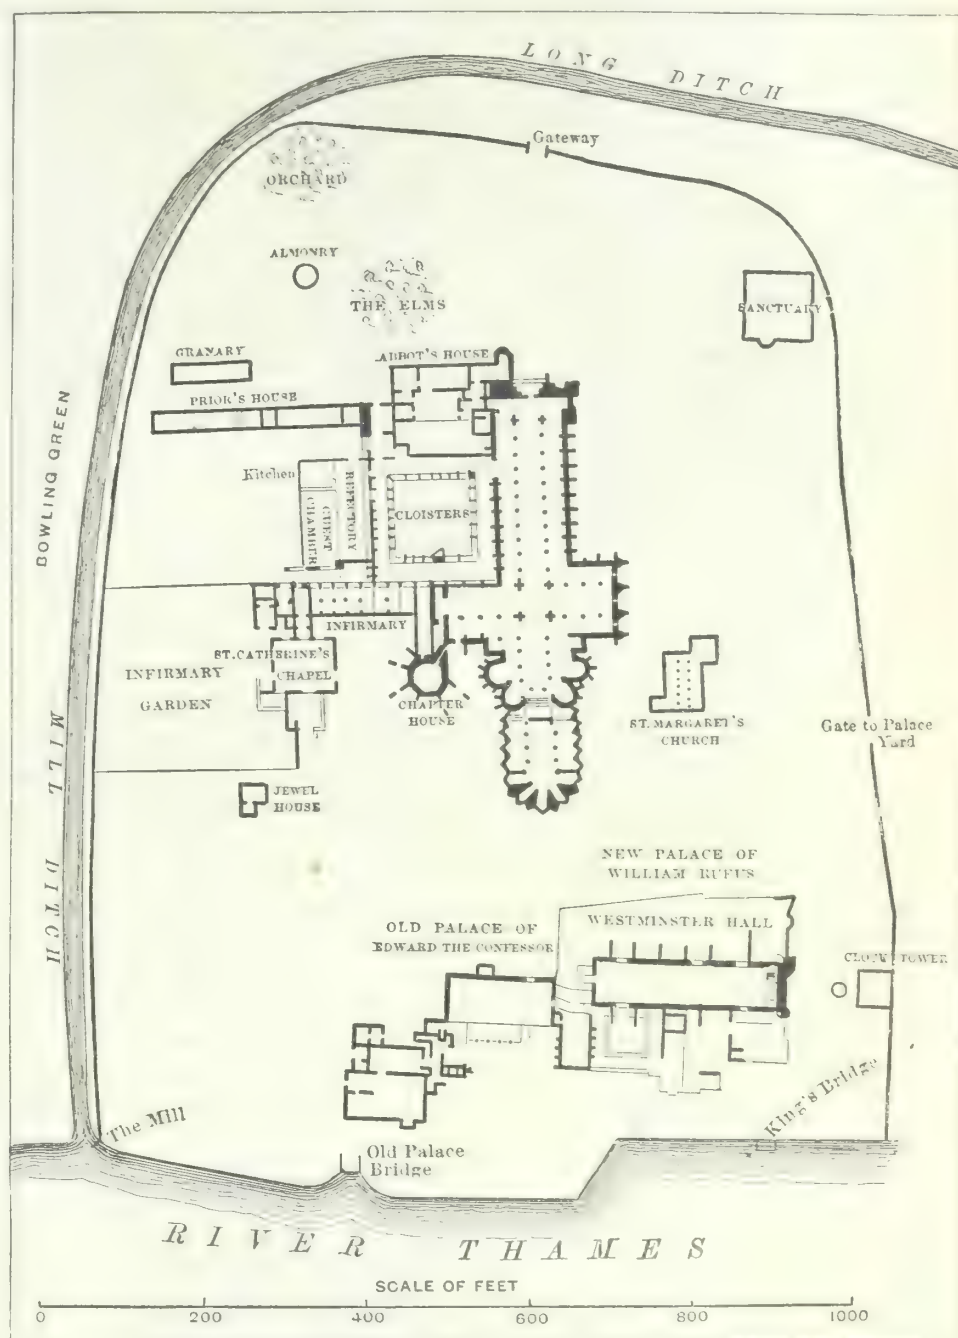 LONG DITCH
Gateway
ORCHARD
ALMONRY
THE ELMS
SANCTUARY
GRANARY
ABBOT'S HOUSE
PRIOR'S HOUSE
BOWLING GREEN
Kitchen
REFECTORY
GUEST
CHAMBER
CLOISTERS
INFIRMARY
ST. CATHERINE'S
CHAPEL
INFIRMARY
GARDEN
CHAPTER
HOUSE
ST. MARGARET'S
CHURCH
Gate to Palace
Yard
MILL DITCH
JEWEL
HOUSE
NEW PALACE OF
WILLIAM RUFUS
WESTMINSTER HALL
OLD PALACE OF
EDWARD THE CONFESSOR
CLOCK TOWER
King's Bridge
The Mill
Old Palace
Bridge
RIVER THAMES
SCALE OF FEET
0 200 400 600 800 1000